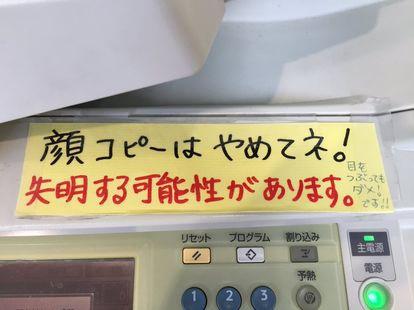 顔コピーは やめてネ!
失明する可能性があります。
目を
つぶっても
ダメ!
です!!
リセット プログラム 割り込み
主電源
予熱
電源
1 2 3